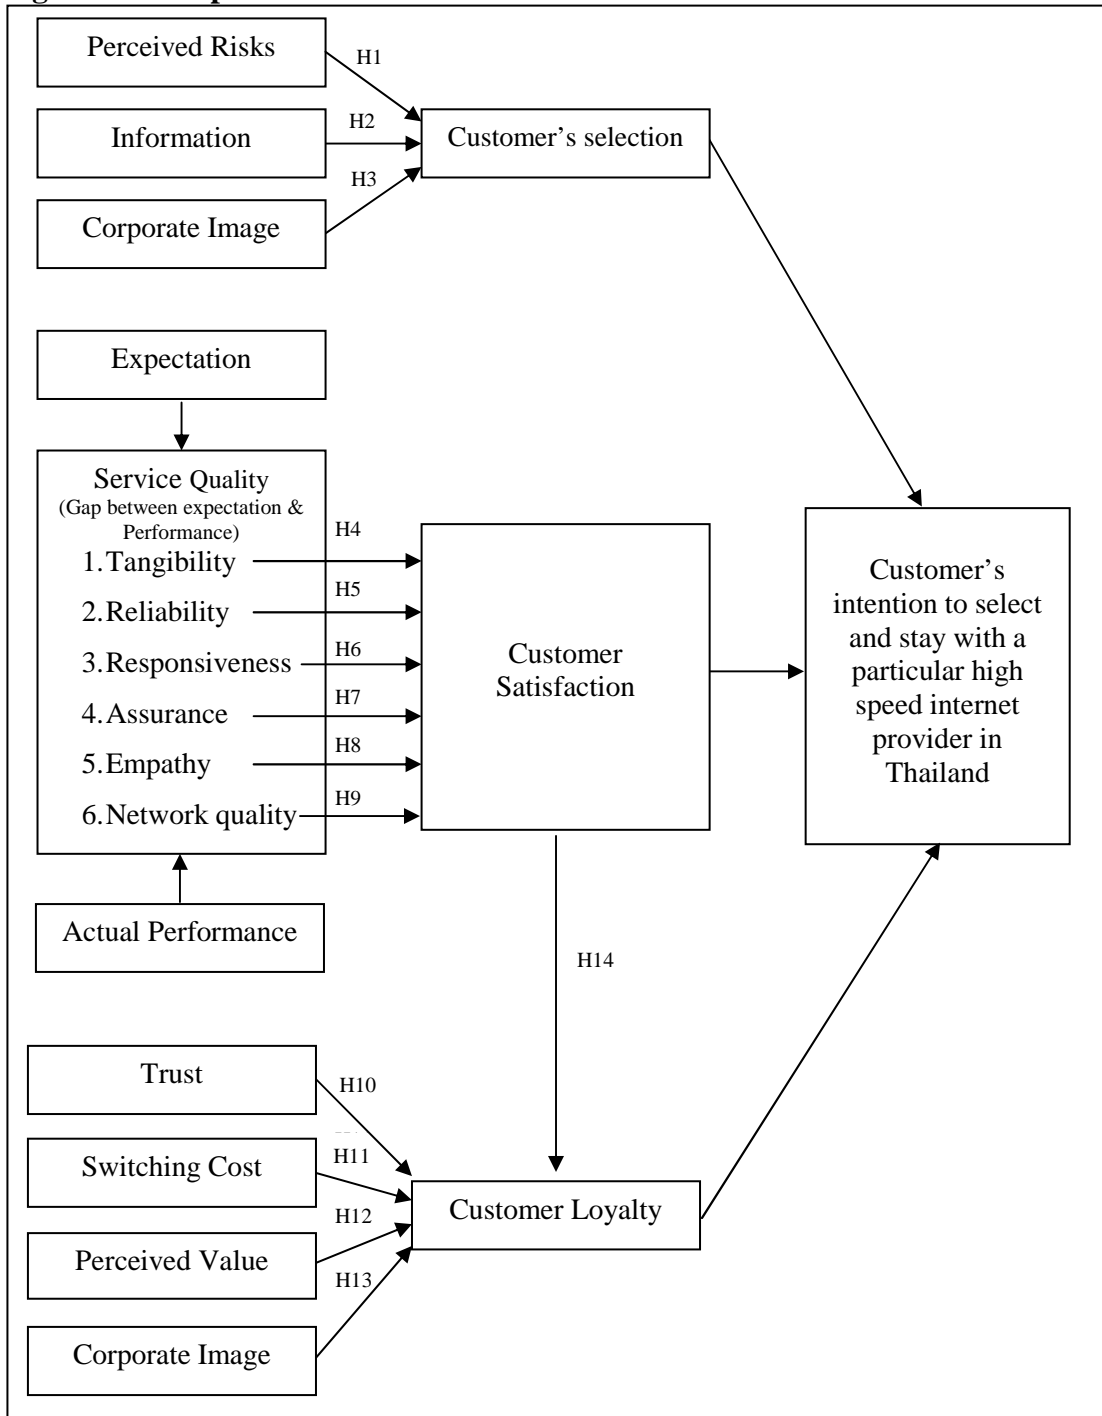 Perceived Risks
H1
Information
H2
Customer’s selection
H3
Corporate Image
Expectation
Service Quality
(Gap between expectation &
Performance)
H4
1. Tangibility
H5
2. Reliability
H6
3. Responsiveness
H7
4. Assurance
H8
5. Empathy
H9
6. Network quality
Customer
Satisfaction
Customer’s
intention to select
and stay with a
particular high
speed internet
provider in
Thailand
Actual Performance
H14
Trust
H10
Switching Cost
H11
Customer Loyalty
H12
Perceived Value
H13
Corporate Image